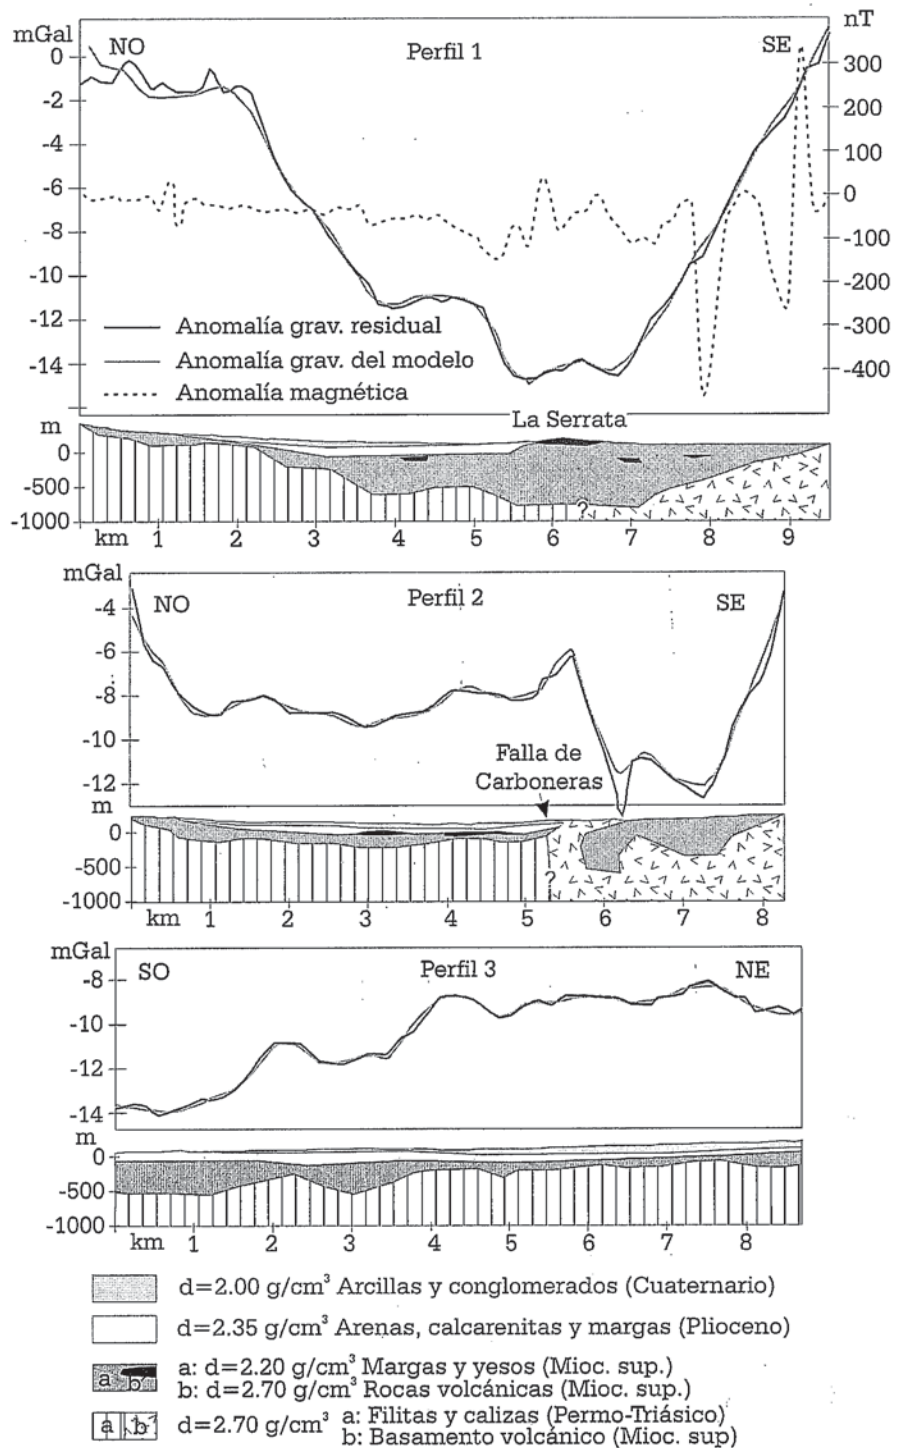 mGal
nT
NO
Perfil 1
SE
0
-2
-4
-6
-8
-10
-12
-14
300
200
100
0
-100
-200
-300
-400
Anomalía grav. residual
Anomalía grav. del modelo
Anomalía magnética
La Serrata
m
0
-500
-1000
?
km 1 2 3 4 5 6 7 8 9
mGal
NO
Perfil 2
SE
-4
-6
-8
-10
-12
Falla de
Carboneras
m
0
-500
-1000
?
km 1 2 3 4 5 6 7 8
mGal
SO
Perfil 3
NE
-8
-10
-12
-14
m
0
-500
-1000
km 1 2 3 4 5 6 7 8
d=2.00 g/cm³ Arcillas y conglomerados (Cuaternario)
d=2.35 g/cm³ Arenas, calcarenitas y margas (Plioceno)
a b
a: d=2.20 g/cm³ Margas y yesos (Mioc. sup.)
b: d=2.70 g/cm³ Rocas volcánicas (Mioc. sup.)
a b
d=2.70 g/cm³ a: Filitas y calizas (Permo-Triásico)
b: Basamento volcánico (Mioc. sup)